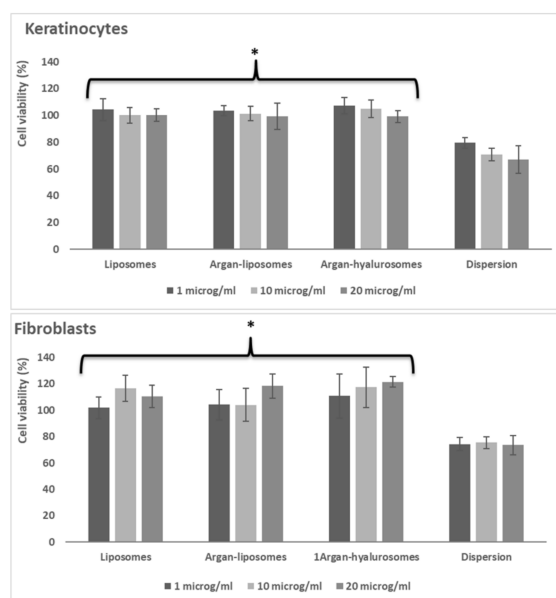 Keratinocytes
*
Cell viability (%)
140
120
100
80
60
40
20
0
Liposomes Argan-liposomes Argan-hyalurosomes Dispersion
1 microg/ml 10 microg/ml 20 microg/ml
Fibroblasts
*
Cell viability (%)
140
120
100
80
60
40
20
0
Liposomes Argan-liposomes 1Argan-hyalurosomes Dispersion
1 microg/ml 10 microg/ml 20 microg/ml